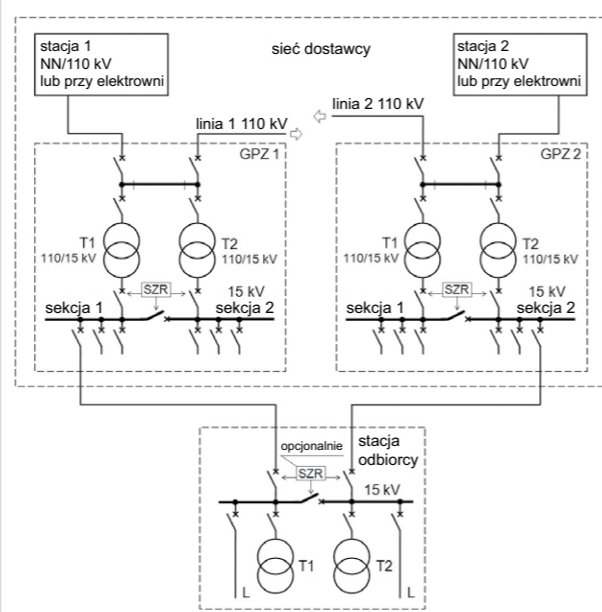 stacja 1
NN/110 kV
lub przy elektrowni
sieć dostawcy
stacja 2
NN/110 kV
lub przy elektrowni
linia 1 110 kV
linia 2 110 kV
GPZ 1
GPZ 2
T1
110/15 kV
T2
110/15 kV
T1
110/15 kV
T2
110/15 kV
SZR
15 kV
sekcja 1
sekcja 2
SZR
15 kV
sekcja 1
sekcja 2
opcjonalnie
stacja
odbiorcy
SZR
15 kV
T1
T2
L
L